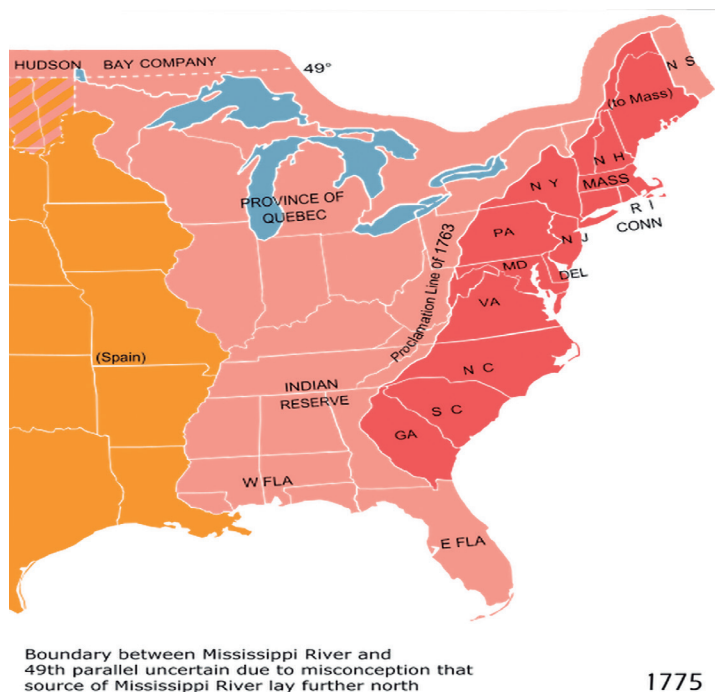 HUDSON BAY COMPANY
49°
N S
(to Mass)
N H
N Y
MASS
PROVINCE OF
QUEBEC
R I
CONN
PA
N J
Proclamation Line of 1763
MD
DEL
VA
(Spain)
N C
INDIAN
RESERVE
S C
GA
W FLA
E FLA
Boundary between Mississippi River and
49th parallel uncertain due to misconception that
source of Mississippi River lay further north
1775